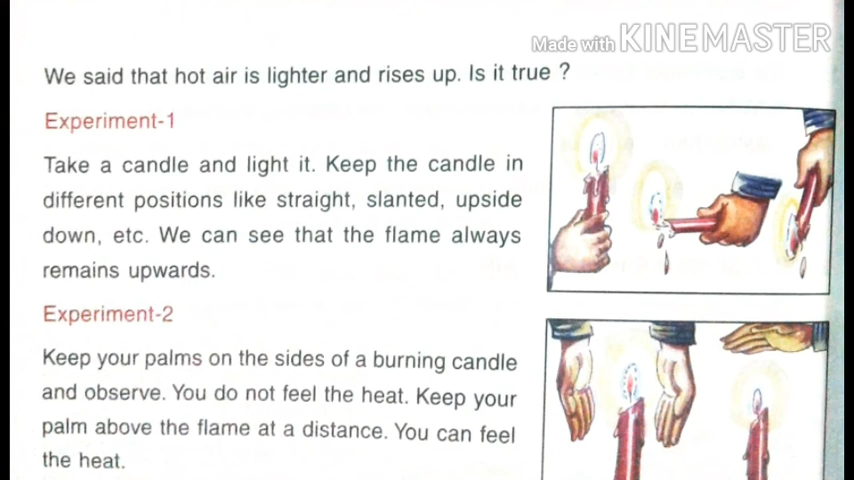 Made with KINEMASTER
We said that hot air is lighter and rises up. Is it true ?
Experiment-1
Take a candle and light it. Keep the candle in
different positions like straight, slanted, upside
down, etc. We can see that the flame always
remains upwards.
Experiment-2
Keep your palms on the sides of a burning candle
and observe. You do not feel the heat. Keep your
palm above the flame at a distance. You can feel
the heat.